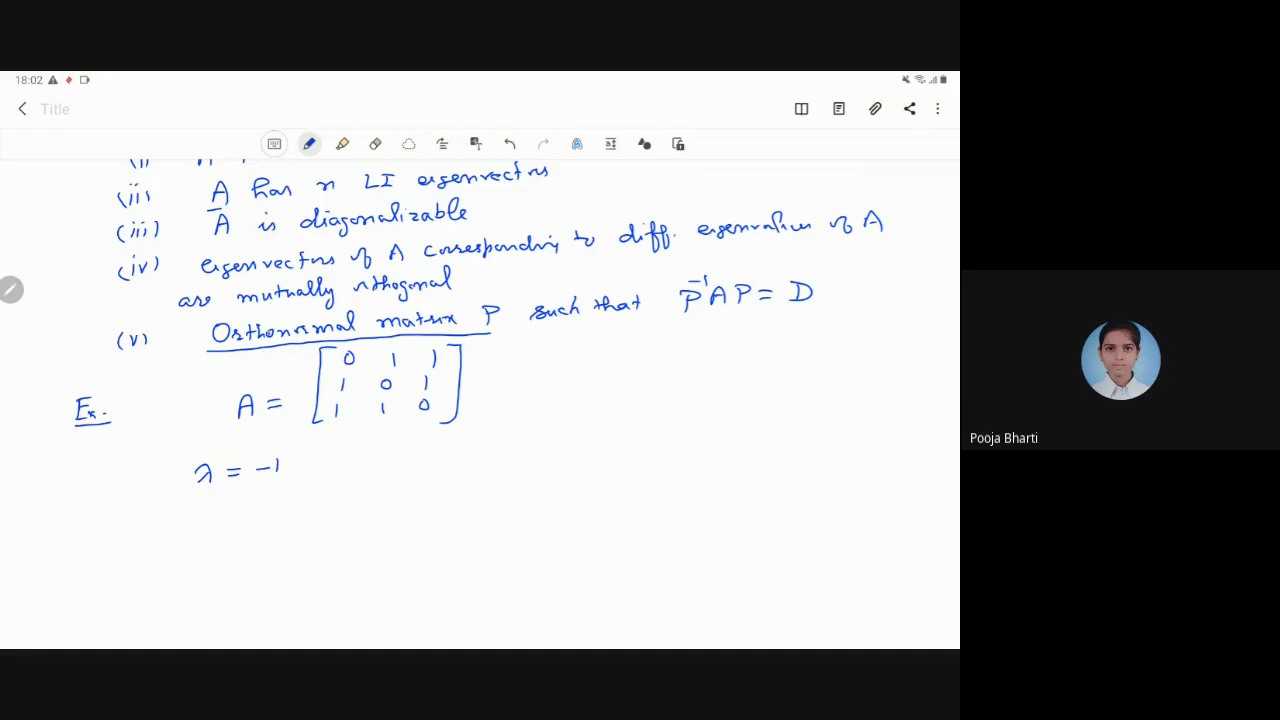 18:02
Title
(ii) A has n LI eigenvectors
(iii) A is diagonalizable
(iv) eigenvectors of A corresponding to diff. eigenvalues of A
are mutually orthogonal
(v) Orthonormal matrix P such that P⁻¹AP = D
Ex. A = [0 1 1
1 0 1
1 1 0]
λ = -1
Pooja Bharti